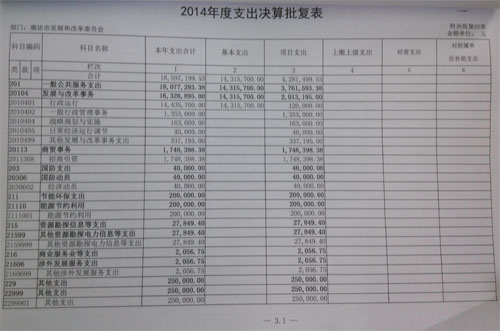 2014年度支出决算批复表
财决批复03表
部门：潍坊市发展和改革委员会 金额单位：元
科目编码 科目名称 本年支出合计 基本支出 项目支出 上缴上级支出 经营支出 对附属单位补助支出
类 款 项 栏次 1 2 3 4 5 6
合计 18,597,199.53 14,315,700.00 4,281,499.53
201 一般公共服务支出 18,077,293.38 14,315,700.00 3,761,593.38
20104 发展与改革事务 16,328,895.00 14,315,700.00 2,013,195.00
2010401 行政运行 14,435,700.00 14,315,700.00 120,000.00
2010402 一般行政管理事务 1,353,000.00 1,353,000.00
2010404 战略规划与实施 163,000.00 163,000.00
2010405 日常经济运行调节 40,000.00 40,000.00
2010499 其他发展与改革事务支出 337,195.00 337,195.00
20113 商贸事务 1,748,398.38 1,748,398.38
2011308 招商引资 1,748,398.38 1,748,398.38
203 国防支出 40,000.00 40,000.00
20306 国防动员 40,000.00 40,000.00
2030602 经济动员 40,000.00 40,000.00
211 节能环保支出 200,000.00 200,000.00
21110 能源节约利用 200,000.00 200,000.00
2111001 能源节约利用 200,000.00 200,000.00
215 资源勘探信息等支出 27,849.40 27,849.40
21599 其他资源勘探电力信息等支出 27,849.40 27,849.40
2159999 其他资源勘探电力信息等支出 27,849.40 27,849.40
216 商业服务业等支出 2,056.75 2,056.75
21606 涉外发展服务支出 2,056.75 2,056.75
2160699 其他涉外发展服务支出 2,056.75 2,056.75
229 其他支出 250,000.00 250,000.00
22999 其他支出 250,000.00 250,000.00
2299901 其他支出 250,000.00 250,000.00
— 3.1 —